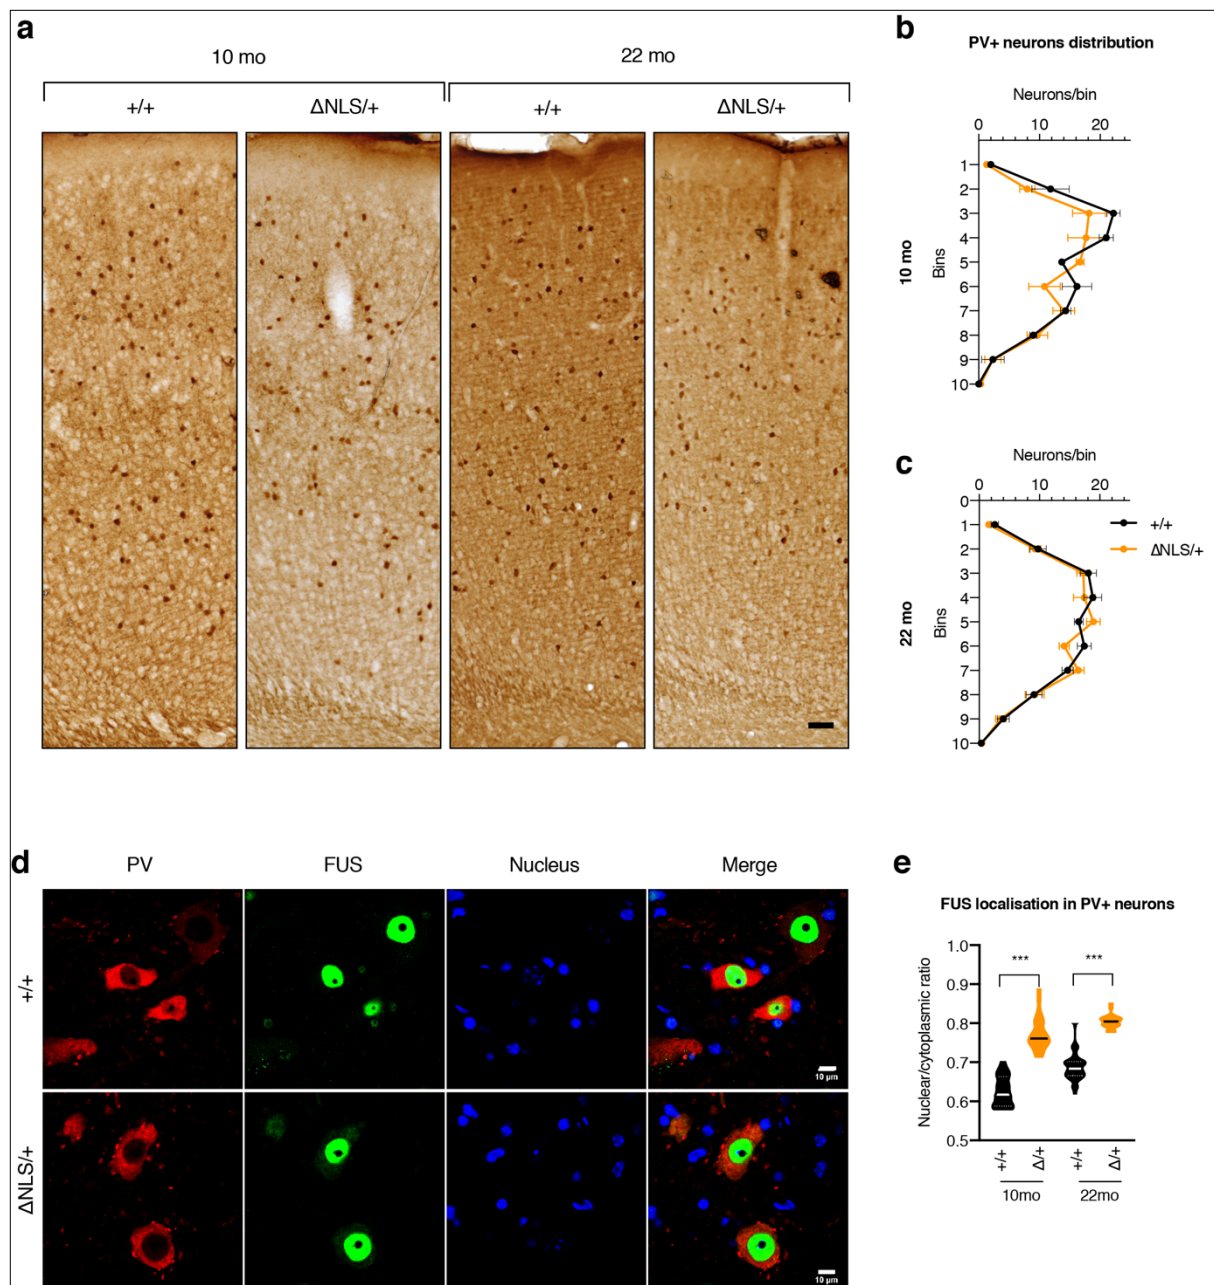 a
10 mo
22 mo
+/+
ΔNLS/+
+/+
ΔNLS/+
b
PV+ neurons distribution
Neurons/bin
0
10
20
1
2
3
4
5
6
7
8
9
10
Bins
10 mo
c
Neurons/bin
0
10
20
0
1
2
3
4
5
6
7
8
9
10
Bins
22 mo
+/+
ΔNLS/+
d
PV
FUS
Nucleus
Merge
+/+
10 µm
ΔNLS/+
10 µm
e
FUS localisation in PV+ neurons
Nuclear/cytoplasmic ratio
1.0
0.9
0.8
0.7
0.6
0.5
***
***
+/+
Δ/+
+/+
Δ/+
10mo
22mo